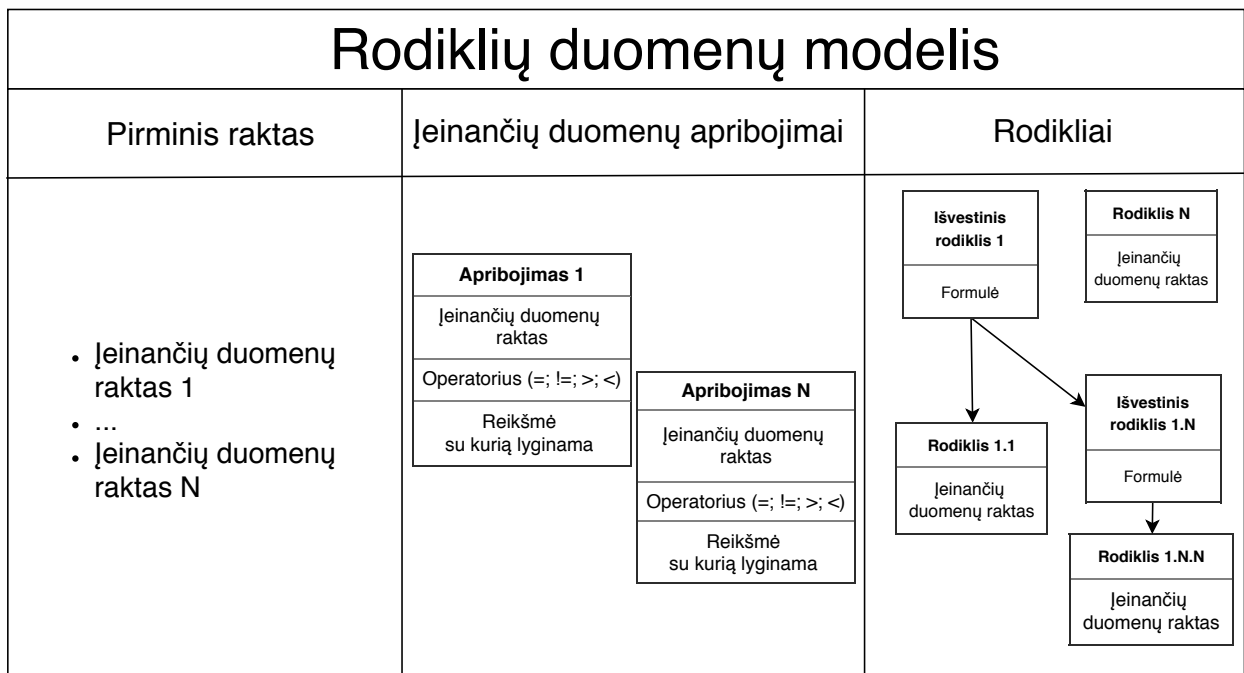 Rodiklių duomenų modelis
Pirminis raktas
Įeinančių duomenų apribojimai
Rodikliai
• Įeinančių duomenų
raktas 1
• ...
• Įeinančių duomenų
raktas N
Apribojimas 1
Įeinančių duomenų
raktas
Operatorius (=; !=; >; <)
Reikšmė
su kurią lyginama
Apribojimas N
Įeinančių duomenų
raktas
Operatorius (=; !=; >; <)
Reikšmė
su kurią lyginama
Išvestinis
rodiklis 1
Formulė
Rodiklis N
Įeinančių
duomenų raktas
Rodiklis 1.1
Įeinančių
duomenų raktas
Išvestinis
rodiklis 1.N
Formulė
Rodiklis 1.N.N
Įeinančių
duomenų raktas